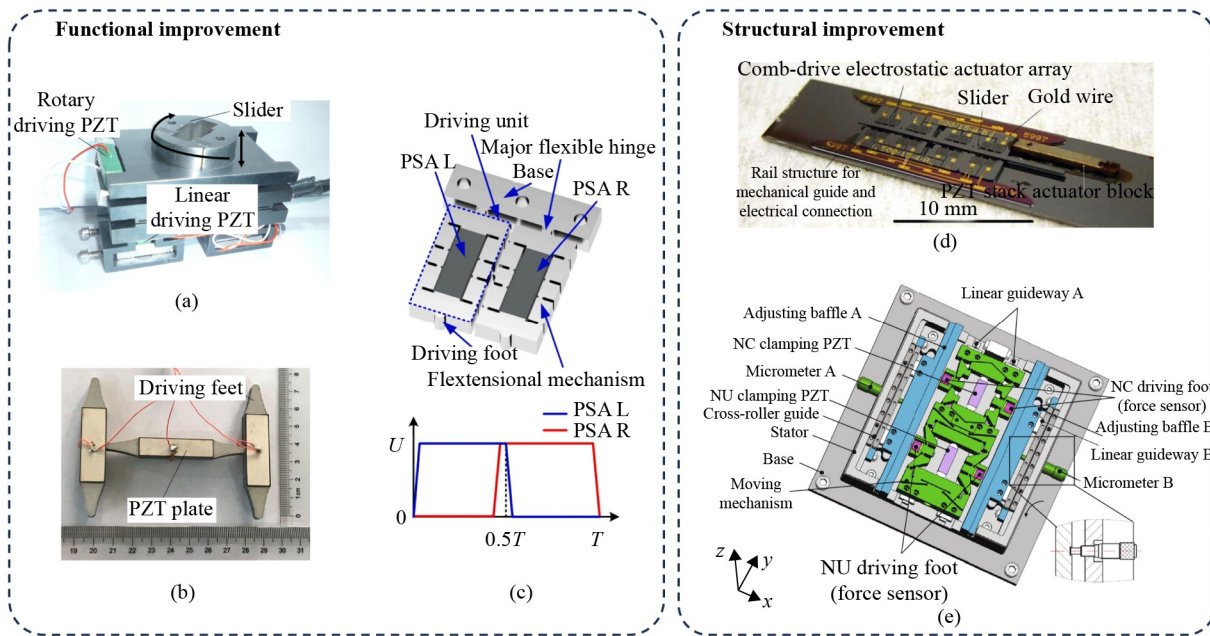 Functional improvement
Rotary
driving PZT
Slider
Linear
driving PZT
(a)
Driving feet
PZT plate
19 20 21 22 23 24 25 26 27 28 29 30 31
(b)
Driving unit
Major flexible hinge
PSA L
Base
PSA R
Driving foot
Flextensional mechanism
PSA L
PSA R
U
0
0.5T
T
(c)
Structural improvement
Comb-drive electrostatic actuator array
Slider
Gold wire
Rail structure for
mechanical guide and
electrical connection
PZT stack actuator block
10 mm
(d)
Linear guideway A
Adjusting baffle A
NC clamping PZT
Micrometer A
NU clamping PZT
Cross-roller guide
Stator
Base
Moving
mechanism
NC driving foot
(force sensor)
Adjusting baffle B
Linear guideway B
Micrometer B
z
y
x
NU driving foot
(force sensor)
(e)